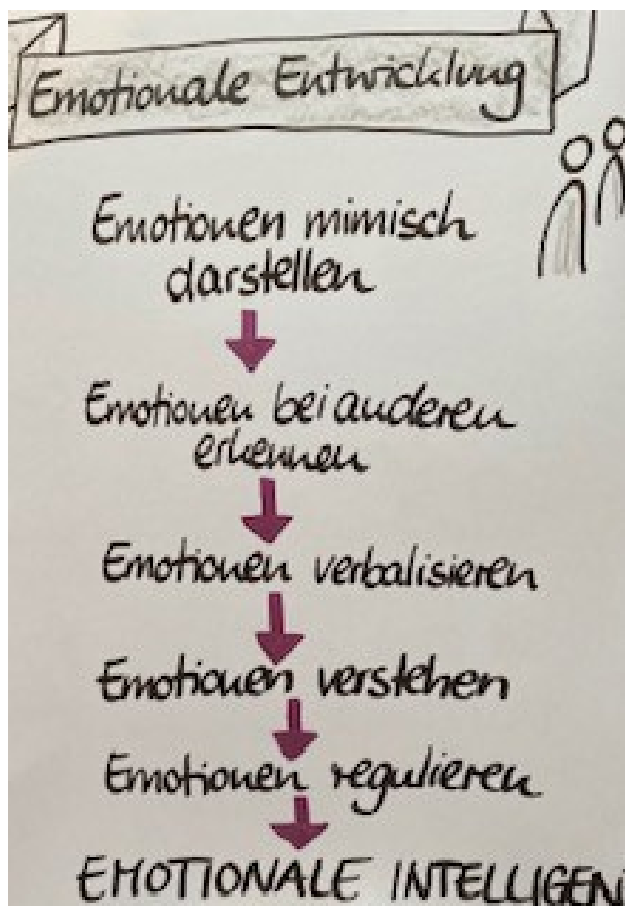 Emotionale Entwicklung
Emotionen mimisch
darstellen
Emotionen bei anderen
erkennen
Emotionen verbalisieren
Emotionen verstehen
Emotionen regulieren
EMOTIONALE INTELLIGEN